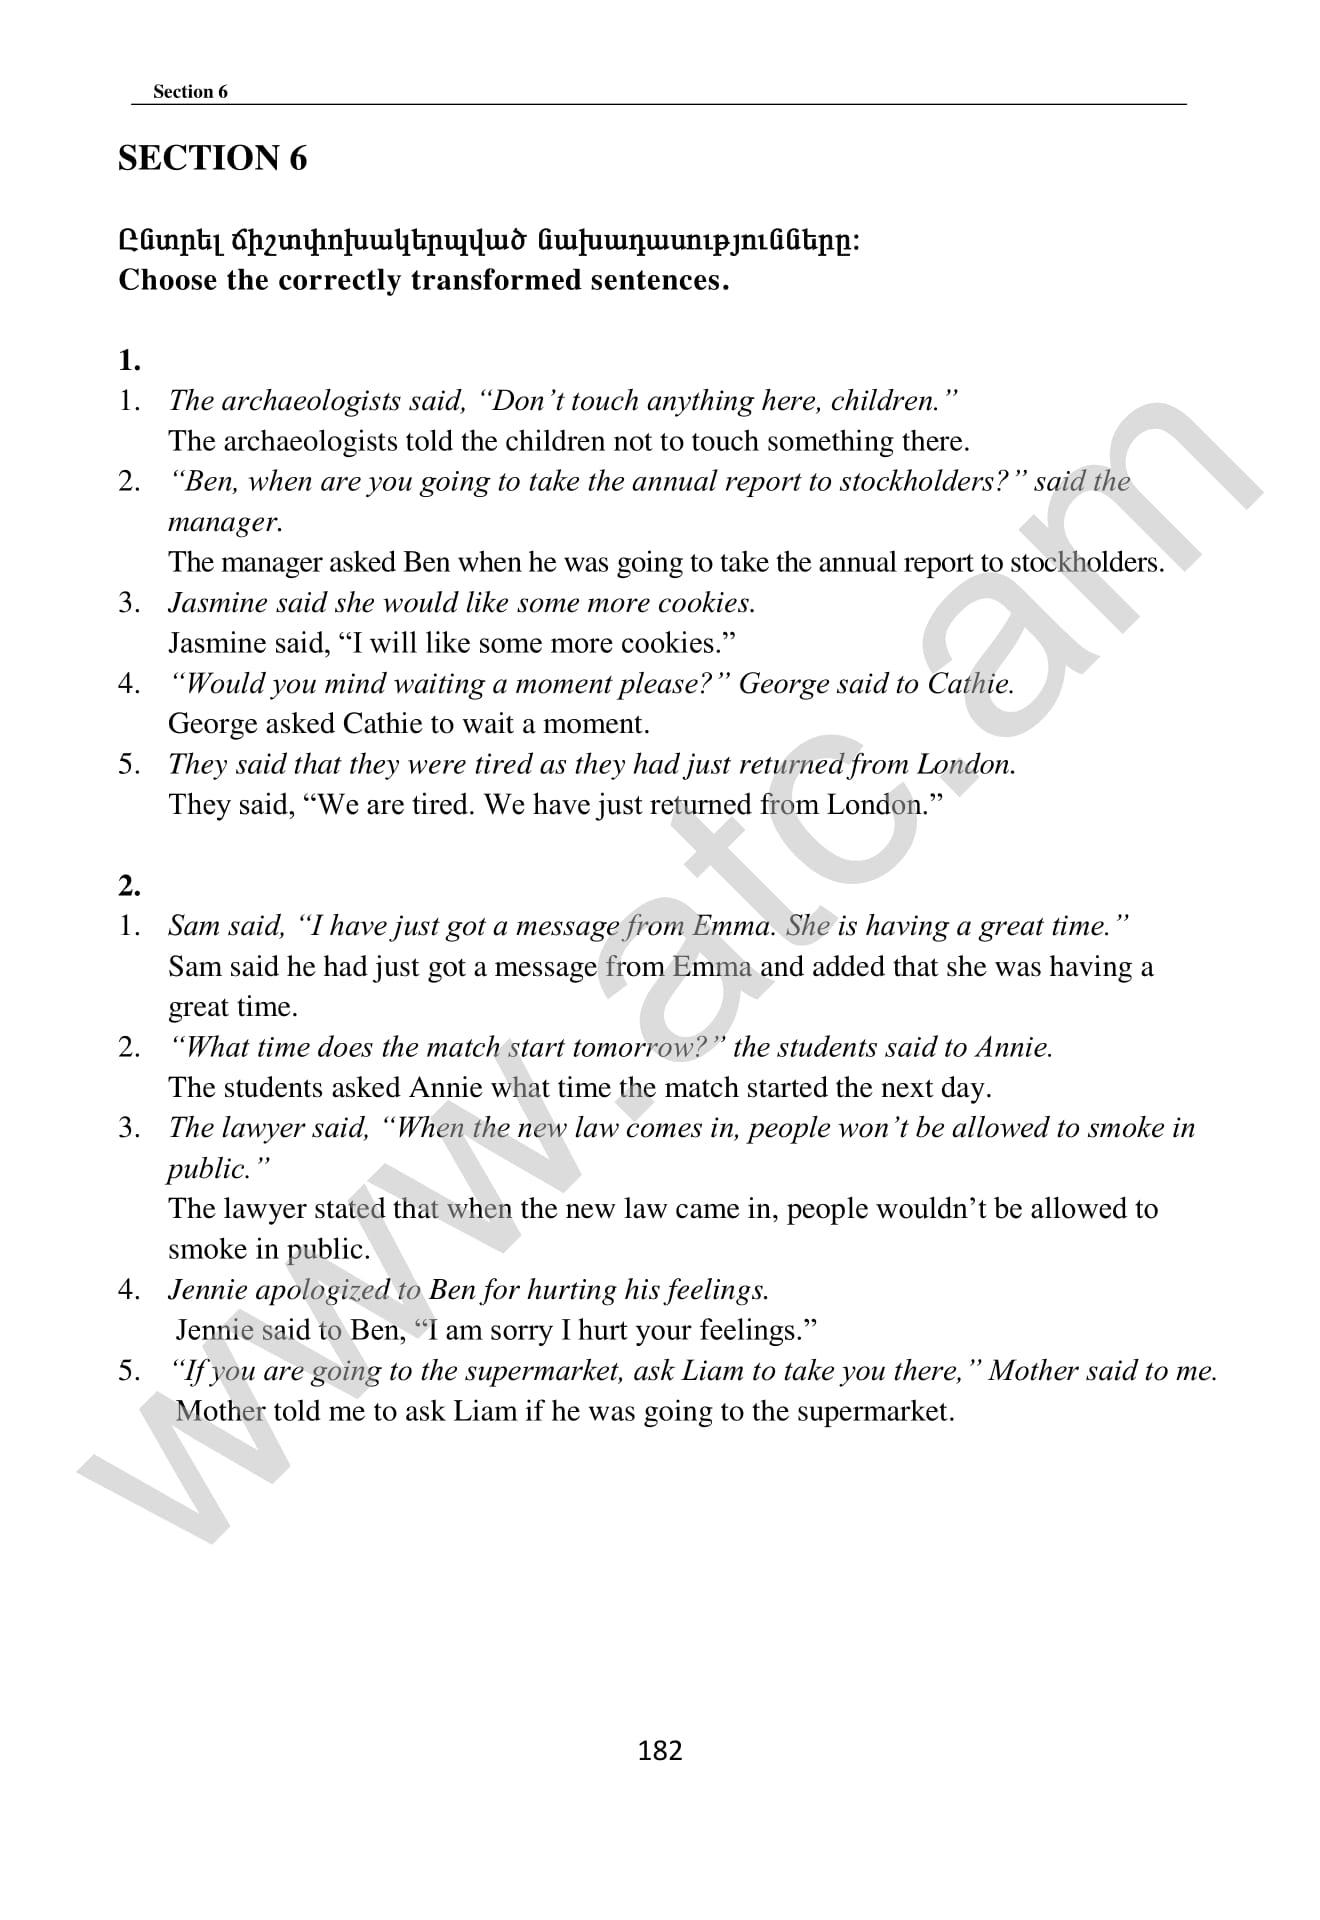 Section 6
SECTION 6
Ընտրել ճիշտփոխակերպված նախադասությունները:
Choose the correctly transformed sentences.
1.
1. The archaeologists said, “Don’t touch anything here, children.”
The archaeologists told the children not to touch something there.
2. “Ben, when are you going to take the annual report to stockholders?” said the
manager.
The manager asked Ben when he was going to take the annual report to stockholders.
3. Jasmine said she would like some more cookies.
Jasmine said, “I will like some more cookies.”
4. “Would you mind waiting a moment please?” George said to Cathie.
George asked Cathie to wait a moment.
5. They said that they were tired as they had just returned from London.
They said, “We are tired. We have just returned from London.”
2.
1. Sam said, “I have just got a message from Emma. She is having a great time.”
Sam said he had just got a message from Emma and added that she was having a
great time.
2. “What time does the match start tomorrow?” the students said to Annie.
The students asked Annie what time the match started the next day.
3. The lawyer said, “When the new law comes in, people won’t be allowed to smoke in
public.”
The lawyer stated that when the new law came in, people wouldn’t be allowed to
smoke in public.
4. Jennie apologized to Ben for hurting his feelings.
Jennie said to Ben, “I am sorry I hurt your feelings.”
5. “If you are going to the supermarket, ask Liam to take you there,” Mother said to me.
Mother told me to ask Liam if he was going to the supermarket.
182
www.atc.am